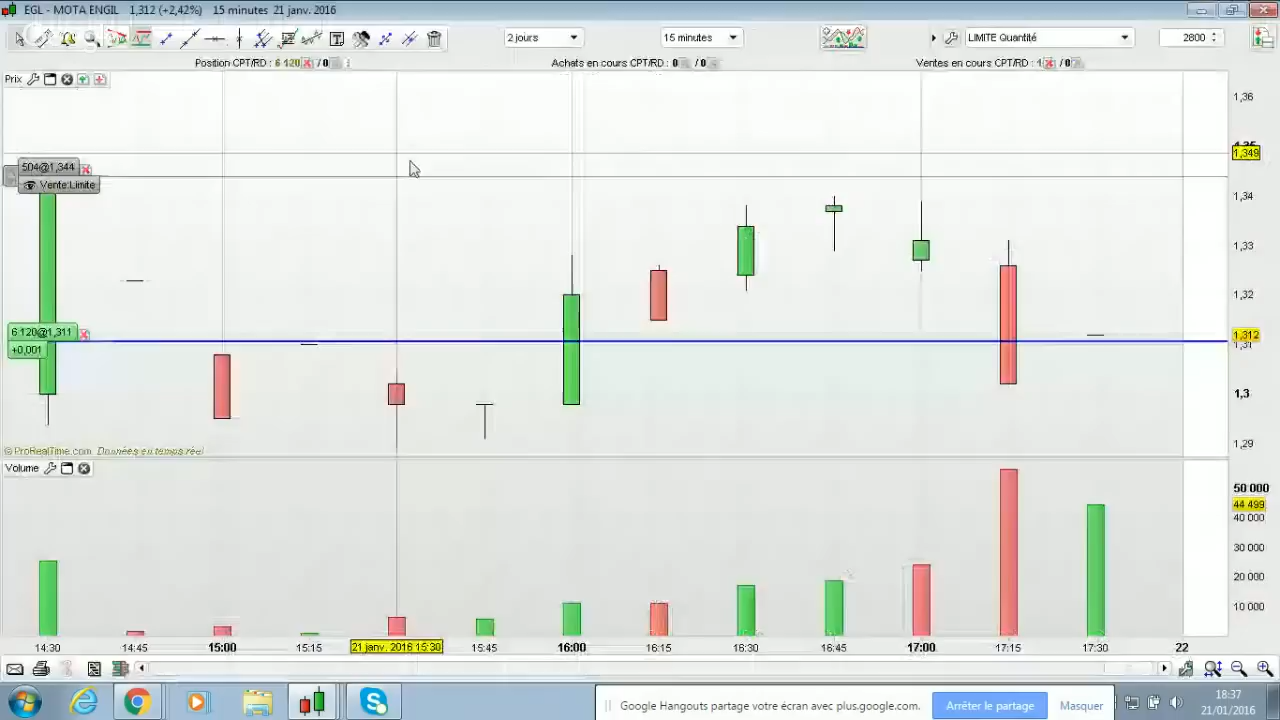 EGL - MOTA ENGIL 1,312 (+2,42%) 15 minutes 21 janv. 2016
2 jours
15 minutes
LIMITE Quantité
2800
Position CPT/RD : 6 120 / 0
Achats en cours CPT/RD : 0 / 0
Ventes en cours CPT/RD : 1 / 0
Prix
1,36
1,35
1,349
504@1,344
Vente:Limite
1,34
1,33
1,32
6 120@1,311
1,312
+0,001
1,31
1,3
1,29
© ProRealTime.com Données en temps réel
Volume
50 000
44 499
40 000
30 000
20 000
10 000
14:30 14:45 15:00 15:15 21 janv. 2016 15:30 15:45 16:00 16:15 16:30 16:45 17:00 17:15 17:30 22
Google Hangouts partage votre écran avec plus.google.com.
Arrêter le partage
Masquer
18:37
21/01/2016